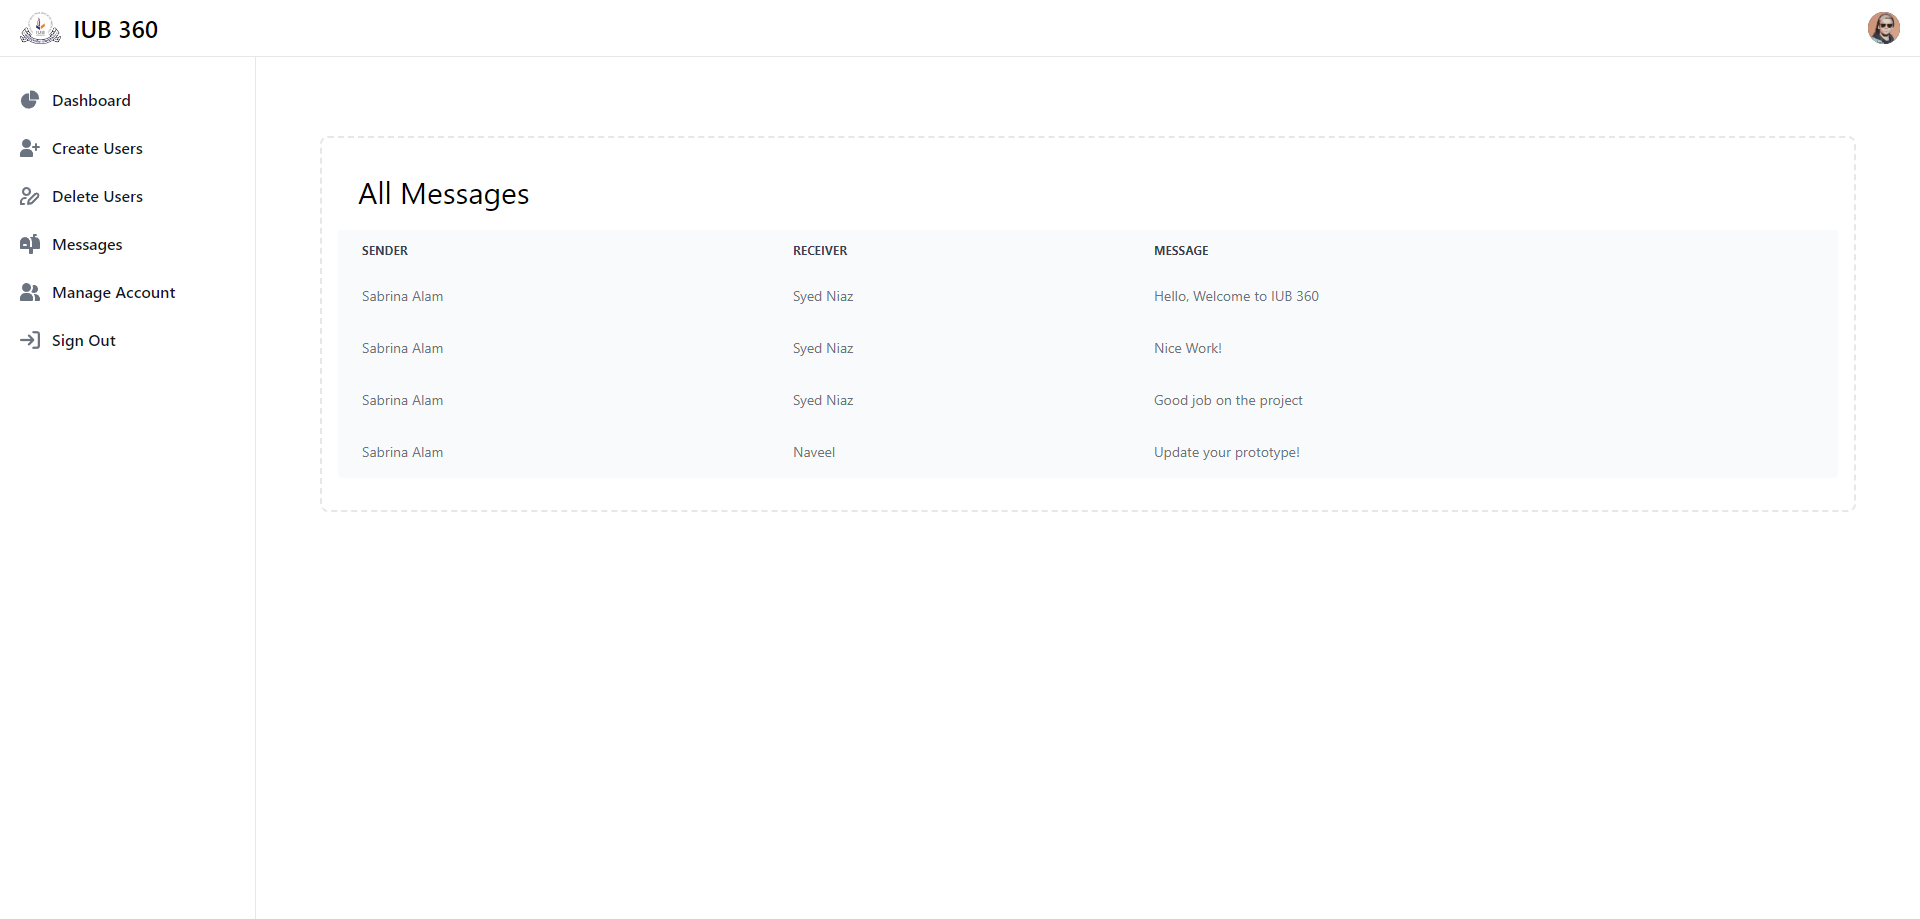 IUB 360
Dashboard
Create Users
Delete Users
Messages
Manage Account
Sign Out
All Messages
SENDER RECEIVER MESSAGE
Sabrina Alam Syed Niaz Hello, Welcome to IUB 360
Sabrina Alam Syed Niaz Nice Work!
Sabrina Alam Syed Niaz Good job on the project
Sabrina Alam Naveel Update your prototype!